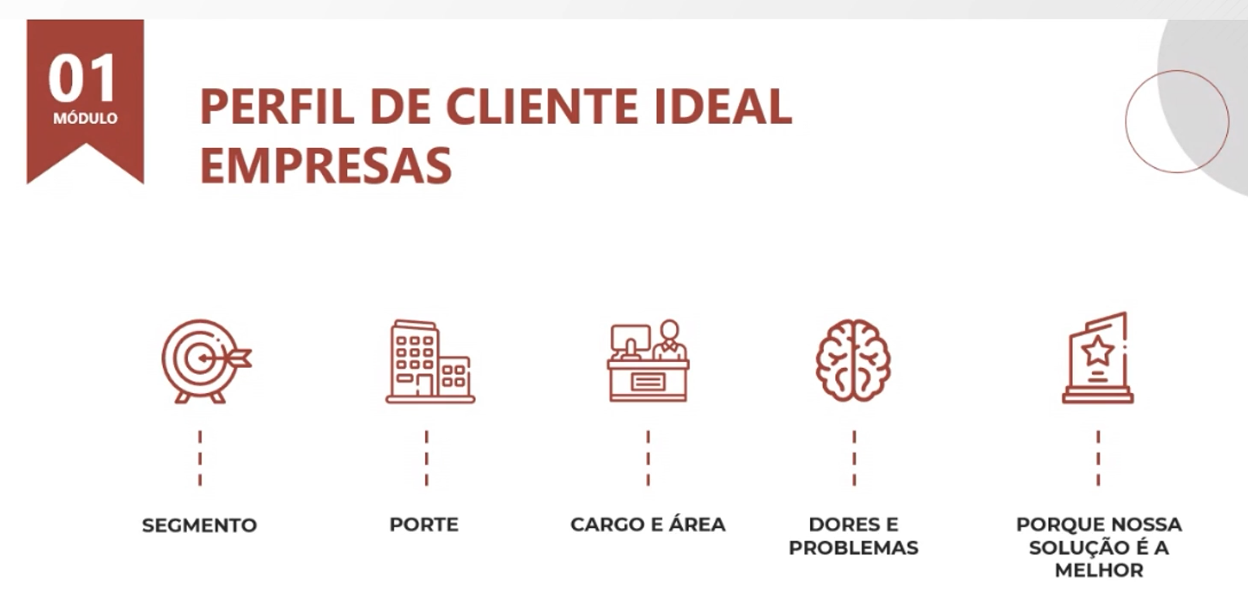 01
MÓDULO
PERFIL DE CLIENTE IDEAL
EMPRESAS
SEGMENTO
PORTE
CARGO E ÁREA
DORES E
PROBLEMAS
PORQUE NOSSA
SOLUÇÃO É A
MELHOR